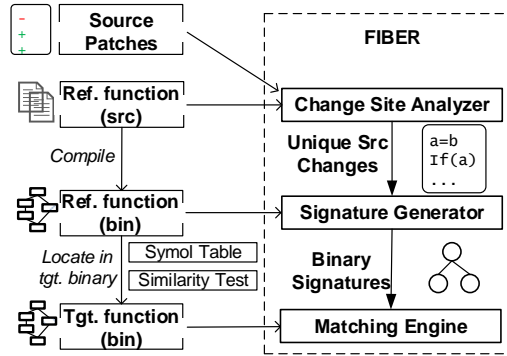 -
+
+
Source
Patches
FIBER
Ref. function
(src)
Change Site Analyzer
Compile
Unique Src
Changes
a=b
If(a)
...
Ref. function
(bin)
Signature Generator
Locate in
tgt. binary
Symol Table
Similarity Test
Binary
Signatures
Tgt. function
(bin)
Matching Engine